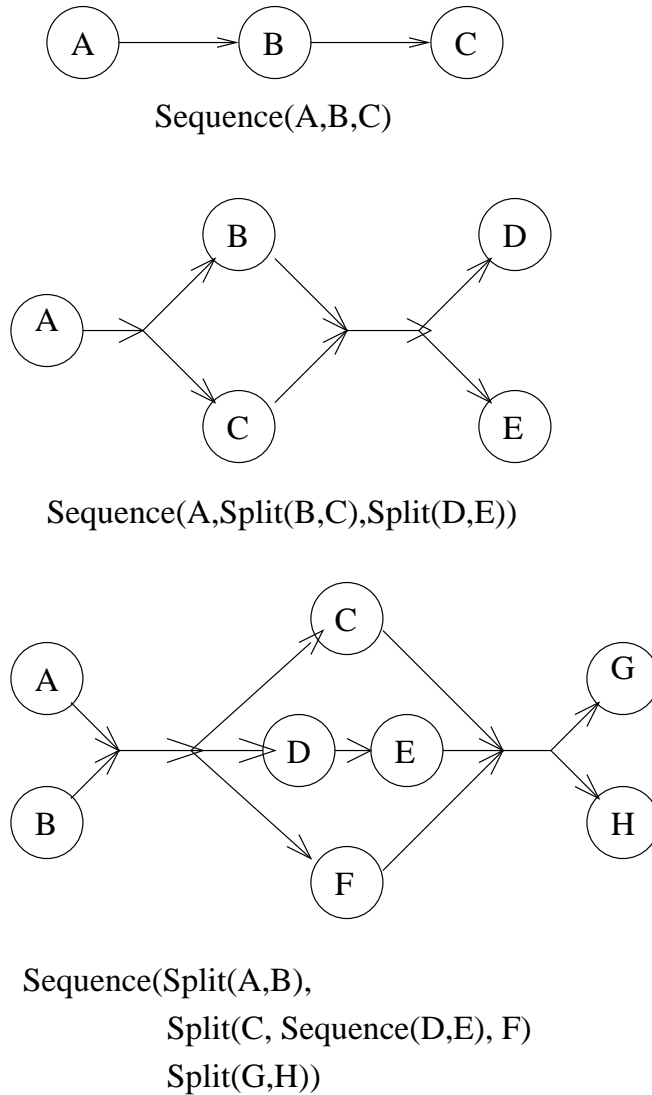 A B C
Sequence(A,B,C)
B D
A
C E
Sequence(A,Split(B,C),Split(D,E))
C
A G
D E
B H
F
Sequence(Split(A,B),
Split(C, Sequence(D,E), F)
Split(G,H))